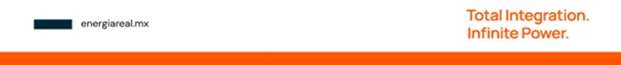 energiareal.mx
Total Integration.
Infinite Power.